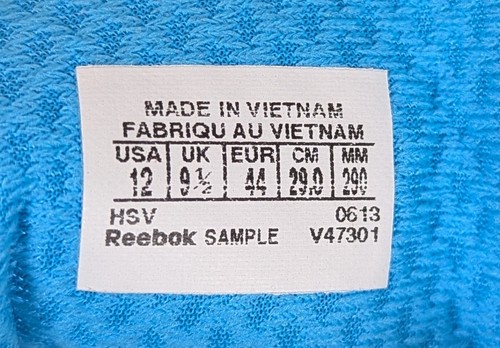 MADE IN VIETNAM
FABRIQU AU VIETNAM
USA UK EUR CM MM
12 9 ½ 44 29.0 290
HSV 0613
Reebok SAMPLE V47301